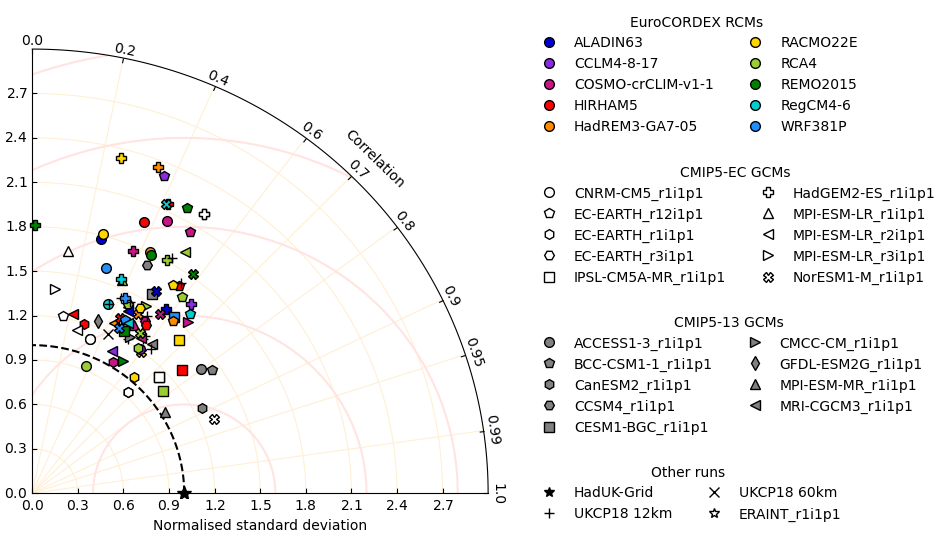 EuroCORDEX RCMs
ALADIN63 RACMO22E
CCLM4-8-17 RCA4
COSMO-crCLIM-v1-1 REMO2015
HIRHAM5 RegCM4-6
HadREM3-GA7-05 WRF381P
CMIP5-EC GCMs
CNRM-CM5_r1i1p1 HadGEM2-ES_r1i1p1
EC-EARTH_r12i1p1 MPI-ESM-LR_r1i1p1
EC-EARTH_r1i1p1 MPI-ESM-LR_r2i1p1
EC-EARTH_r3i1p1 MPI-ESM-LR_r3i1p1
IPSL-CM5A-MR_r1i1p1 NorESM1-M_r1i1p1
CMIP5-13 GCMs
ACCESS1-3_r1i1p1 CMCC-CM_r1i1p1
BCC-CSM1-1_r1i1p1 GFDL-ESM2G_r1i1p1
CanESM2_r1i1p1 MPI-ESM-MR_r1i1p1
CCSM4_r1i1p1 MRI-CGCM3_r1i1p1
CESM1-BGC_r1i1p1
Other runs
HadUK-Grid UKCP18 60km
UKCP18 12km ERAINT_r1i1p1
0.0 0.2 0.4 0.6 0.7 0.8 0.9 0.95 0.99 1.0
Correlation
2.7
2.4
2.1
1.8
1.5
1.2
0.9
0.6
0.3
0.0
0.0 0.3 0.6 0.9 1.2 1.5 1.8 2.1 2.4 2.7
Normalised standard deviation